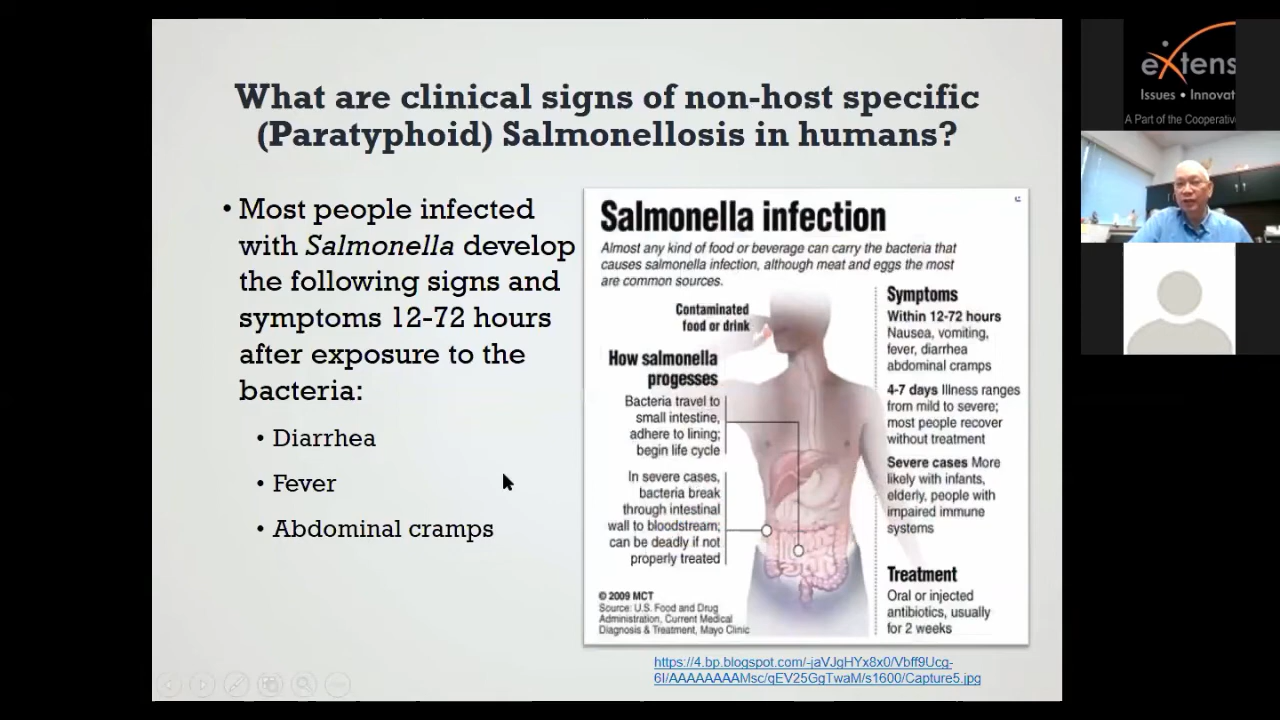 What are clinical signs of non-host specific
(Paratyphoid) Salmonellosis in humans?
• Most people infected
with Salmonella develop
the following signs and
symptoms 12-72 hours
after exposure to the
bacteria:
• Diarrhea
• Fever
• Abdominal cramps
Salmonella infection
Almost any kind of food or beverage can carry the bacteria that
causes salmonella infection, although meat and eggs the most
are common sources.
Contaminated
food or drink
How salmonella
progesses
Bacteria travel to
small intestine,
adhere to lining;
begin life cycle
In severe cases,
bacteria break
through intestinal
wall to bloodstream;
can be deadly if not
properly treated
© 2009 MCT
Source: U.S. Food and Drug
Administration, Current Medical
Diagnosis & Treatment, Mayo Clinic
Symptoms
Within 12-72 hours
Nausea, vomiting,
fever, diarrhea
abdominal cramps
4-7 days Illness ranges
from mild to severe;
most people recover
without treatment
Severe cases More
likely with infants,
elderly, people with
impaired immune
systems
Treatment
Oral or injected
antibiotics, usually
for 2 weeks
https://4.bp.blogspot.com/-jaVJgHYx8x0/Vbff9Ucg-
6I/AAAAAAAAMsc/gEV25GgTwaM/s1600/Capture5.jpg
eXtens
Issues • Innovat
A Part of the Cooperative